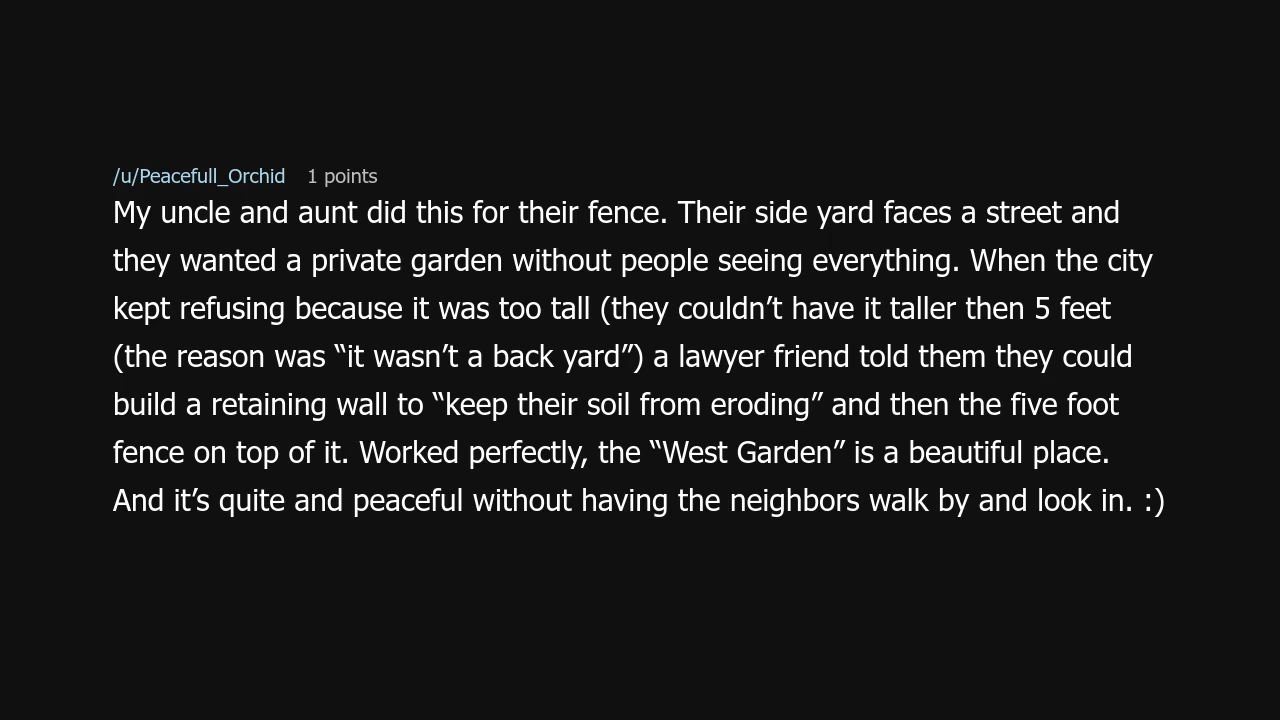 /u/Peacefull_Orchid 1 points
My uncle and aunt did this for their fence. Their side yard faces a street and
they wanted a private garden without people seeing everything. When the city
kept refusing because it was too tall (they couldn’t have it taller then 5 feet
(the reason was “it wasn’t a back yard”) a lawyer friend told them they could
build a retaining wall to “keep their soil from eroding” and then the five foot
fence on top of it. Worked perfectly, the “West Garden” is a beautiful place.
And it’s quite and peaceful without having the neighbors walk by and look in. :)